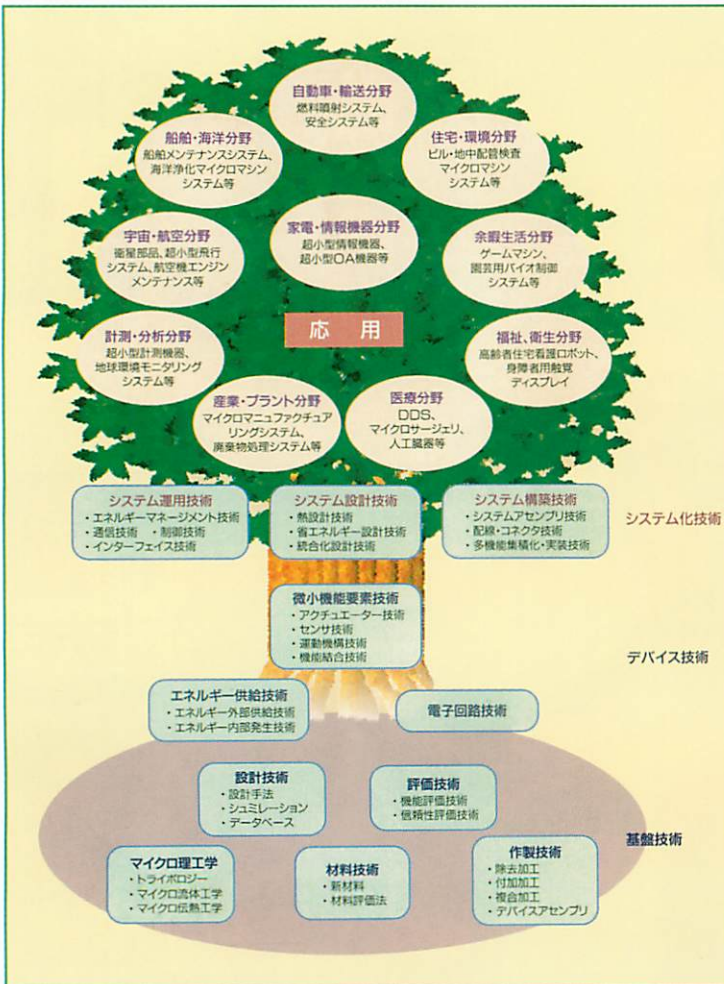 自動車・輸送分野
燃料噴射システム、
安全システム等
船舶・海洋分野
船舶メンテナンスシステム、
海洋浄化マイクロマシン
システム等
住宅・環境分野
ビル・地中配管検査
マイクロマシン
システム等
宇宙・航空分野
衛星部品、超小型飛行
システム、航空機エンジン
メンテナンス等
家電・情報機器分野
超小型情報機器、
超小型OA機器等
余暇生活分野
ゲームマシン、
園芸用バイオ制御
システム等
応用
計測・分析分野
超小型計測機器、
地球環境モニタリング
システム等
福祉、衛生分野
高齢者住宅看護ロボット、
身障者用触覚
ディスプレイ
産業・プラント分野
マイクロマニュファクチュア
リングシステム、
廃棄物処理システム等
医療分野
DDS、
マイクロサージェリ、
人工臓器等
システム運用技術
・エネルギーマネージメント技術
・通信技術 ・制御技術
・インターフェイス技術
システム設計技術
・熱設計技術
・省エネルギー設計技術
・統合化設計技術
システム構築技術
・システムアセンブリ技術
・配線・コネクタ技術
・多機能集積化・実装技術
システム化技術
微小機能要素技術
・アクチュエーター技術
・センサ技術
・運動機構技術
・機能結合技術
デバイス技術
エネルギー供給技術
・エネルギー外部供給技術
・エネルギー内部発生技術
電子回路技術
設計技術
・設計手法
・シュミレーション
・データベース
評価技術
・機能評価技術
・信頼性評価技術
基盤技術
マイクロ理工学
・トライボロジー
・マイクロ流体工学
・マイクロ伝熱工学
材料技術
・新材料
・材料評価法
作製技術
・除去加工
・付加加工
・複合加工
・デバイスアセンブリ